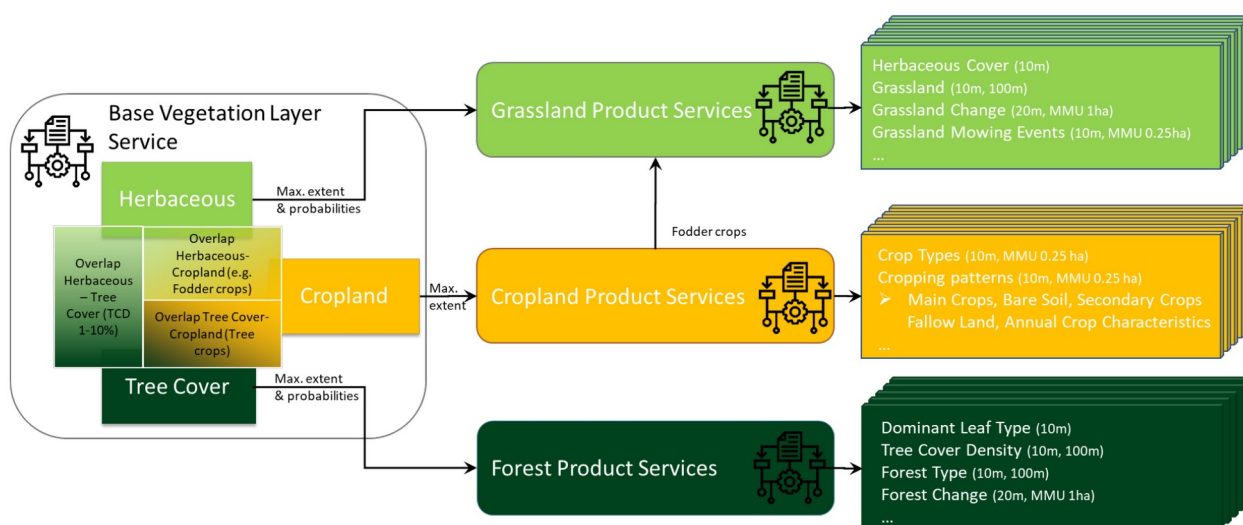 Base Vegetation Layer
Service
Herbaceous
Max. extent
& probabilities
Overlap
Herbaceous
– Tree
Cover (TCD
1-10%)
Overlap
Herbaceous-
Cropland (e.g.
Fodder crops)
Overlap Tree Cover-
Cropland (Tree
crops)
Cropland
Max.
extent
Tree Cover
Max. extent
& probabilities
Grassland Product Services
Fodder crops
Cropland Product Services
Forest Product Services
Herbaceous Cover (10m)
Grassland (10m, 100m)
Grassland Change (20m, MMU 1ha)
Grassland Mowing Events (10m, MMU 0.25ha)
...
Crop Types (10m, MMU 0.25 ha)
Cropping patterns (10m, MMU 0.25 ha)
➢ Main Crops, Bare Soil, Secondary Crops
Fallow Land, Annual Crop Characteristics
...
Dominant Leaf Type (10m)
Tree Cover Density (10m, 100m)
Forest Type (10m, 100m)
Forest Change (20m, MMU 1ha)
...